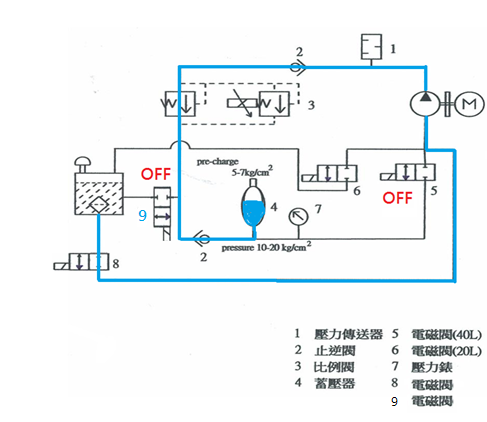 2
1
M
3
pre-charge
5-7kg/cm²
OFF
OFF
6
5
9
4
7
2
pressure 10-20 kg/cm²
8
1 壓力傳送器 5 電磁閥(40L)
2 止逆閥 6 電磁閥(20L)
3 比例閥 7 壓力錶
4 蓄壓器 8 電磁閥
9 電磁閥